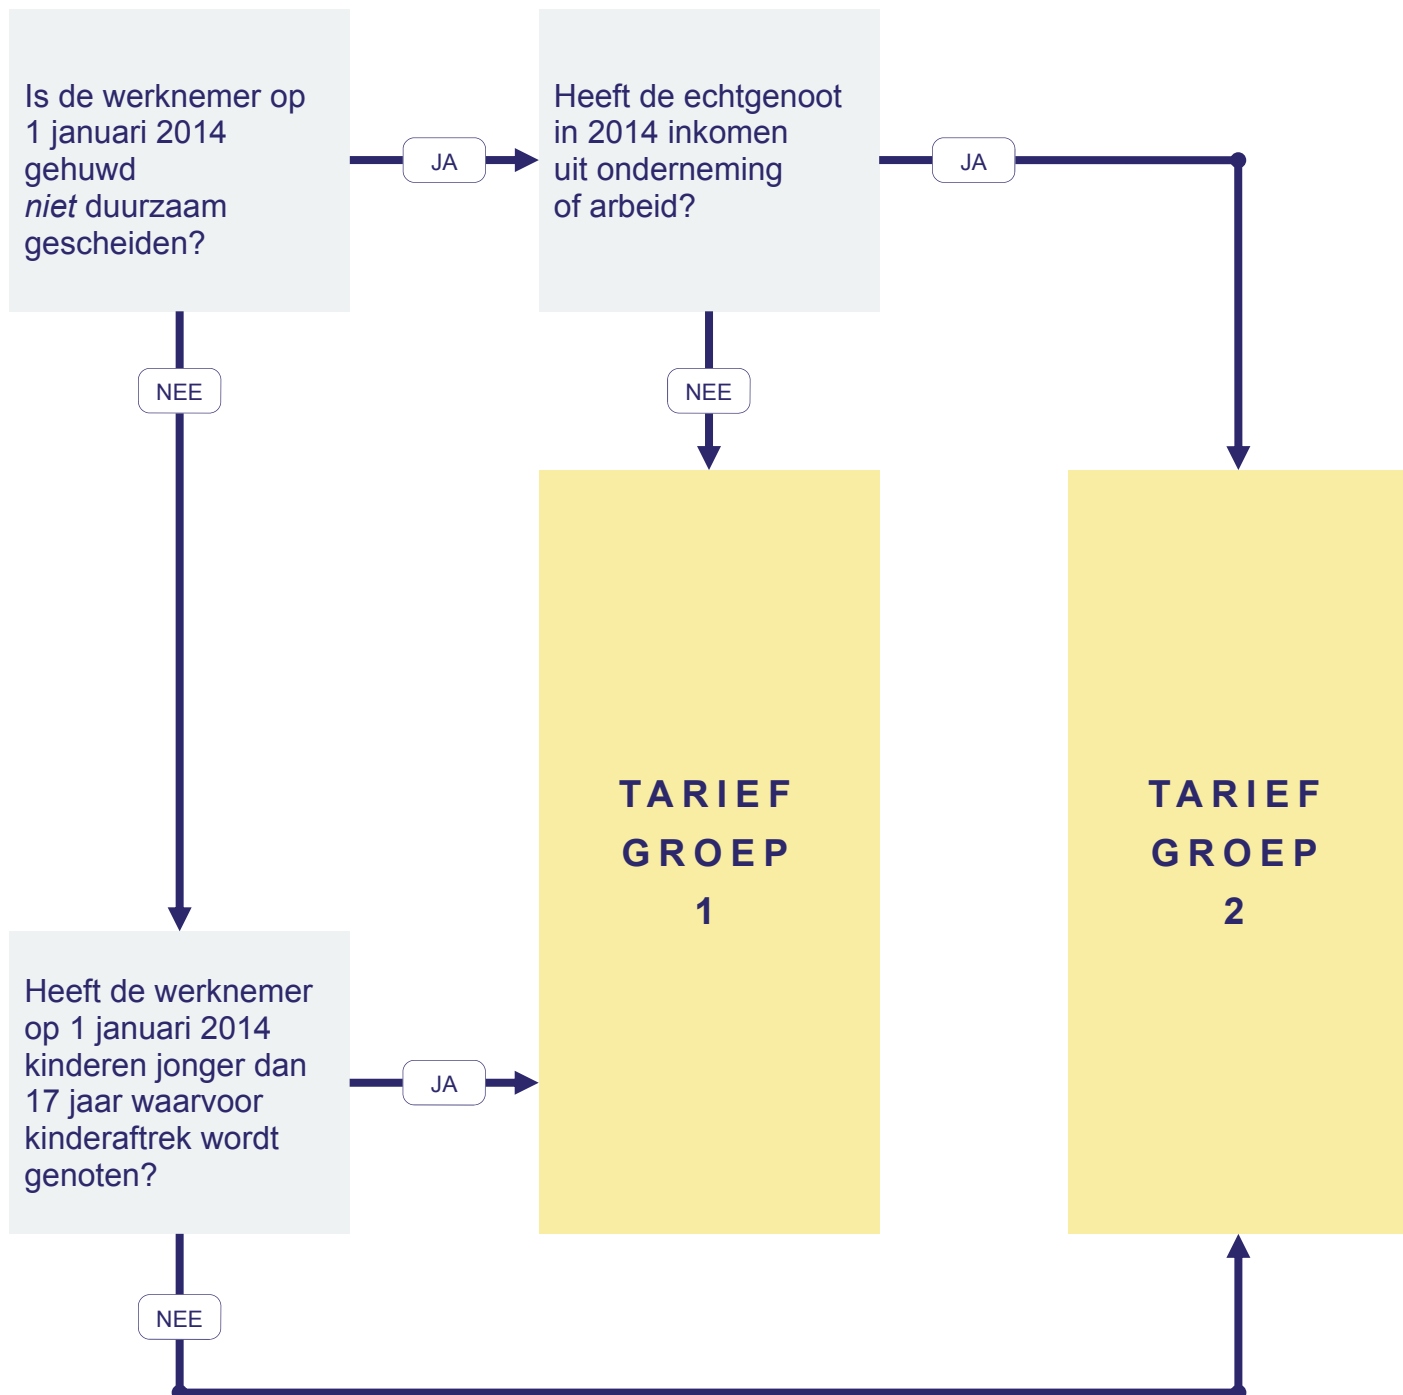 Is de werknemer op
1 januari 2014
gehuwd
niet duurzaam
gescheiden?
JA
Heeft de echtgenoot
in 2014 inkomen
uit onderneming
of arbeid?
JA
NEE
NEE
TARIEF
GROEP
1
TARIEF
GROEP
2
Heeft de werknemer
op 1 januari 2014
kinderen jonger dan
17 jaar waarvoor
kinderaftrek wordt
genoten?
JA
NEE